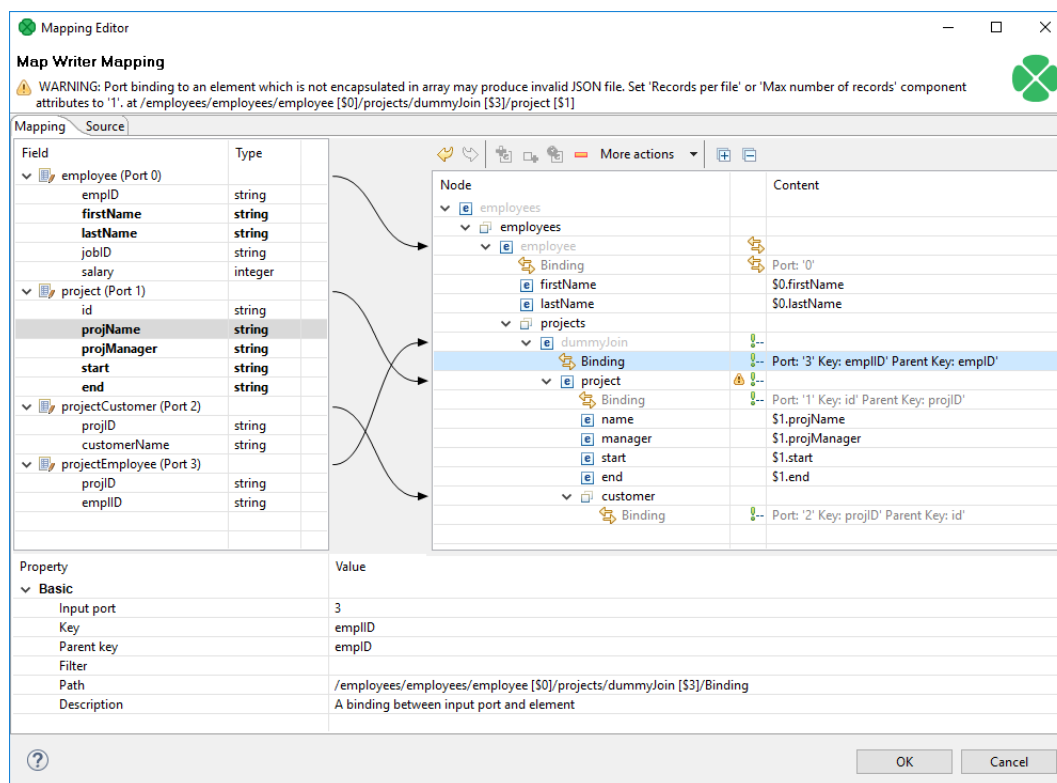 Mapping Editor
Map Writer Mapping
WARNING: Port binding to an element which is not encapsulated in array may produce invalid JSON file. Set 'Records per file' or 'Max number of records' component
attributes to '1'. at /employees/employees/employee [$0]/projects/dummyJoin [$3]/project [$1]
Mapping Source
Field Type
employee (Port 0)
empID string
firstName string
lastName string
jobID string
salary integer
project (Port 1)
id string
projName string
projManager string
start string
end string
projectCustomer (Port 2)
projID string
customerName string
projectEmployee (Port 3)
projID string
emplID string
More actions
Node Content
e employees
employees
e employee
Binding Port: '0'
e firstName $0.firstName
e lastName $0.lastName
projects
e dummyJoin
Binding Port: '3' Key: emplID' Parent Key: empID'
e project
Binding Port: '1' Key: id' Parent Key: projID'
e name $1.projName
e manager $1.projManager
e start $1.start
e end $1.end
customer
Binding Port: '2' Key: projID' Parent Key: id'
Property Value
Basic
Input port 3
Key emplID
Parent key empID
Filter
Path /employees/employees/employee [$0]/projects/dummyJoin [$3]/Binding
Description A binding between input port and element
? OK Cancel